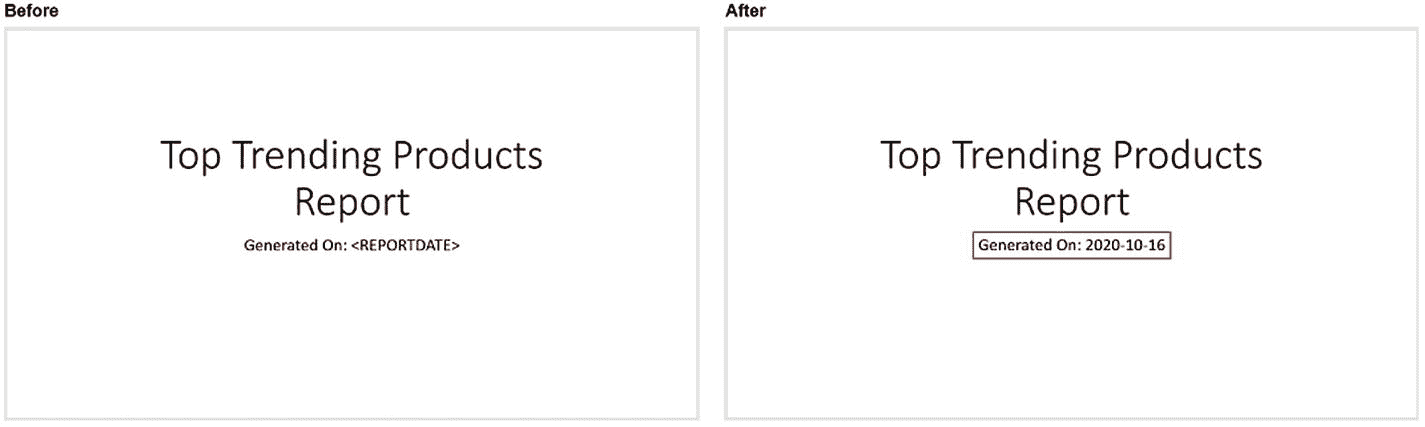 Before
Top Trending Products
Report
Generated On: <REPORTDATE>
After
Top Trending Products
Report
Generated On: 2020-10-16